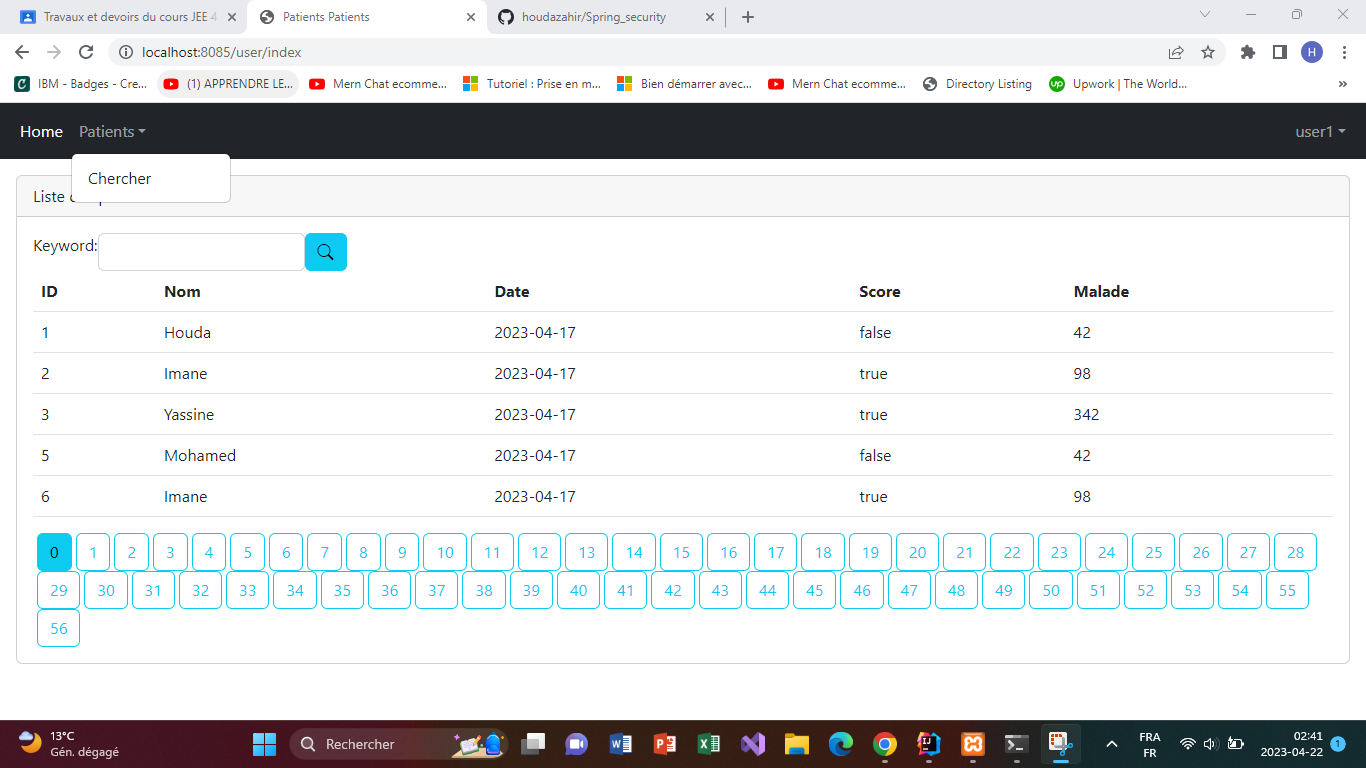 Travaux et devoirs du cours JEE 4
Patients Patients
houdazahir/Spring_security
localhost:8085/user/index
H
IBM - Badges - Cre...
(1) APPRENDRE LE...
Mern Chat ecomme...
Tutoriel : Prise en m...
Bien démarrer avec...
Mern Chat ecomme...
Directory Listing
Upwork | The World...
»
Home Patients user1
Chercher
Liste
Keyword:
ID Nom Date Score Malade
1 Houda 2023-04-17 false 42
2 Imane 2023-04-17 true 98
3 Yassine 2023-04-17 true 342
5 Mohamed 2023-04-17 false 42
6 Imane 2023-04-17 true 98
0 1 2 3 4 5 6 7 8 9 10 11 12 13 14 15 16 17 18 19 20 21 22 23 24 25 26 27 28
29 30 31 32 33 34 35 36 37 38 39 40 41 42 43 44 45 46 47 48 49 50 51 52 53 54 55
56
13°C
Gén. dégagé
Rechercher
FRA
FR
02:41
2023-04-22
1